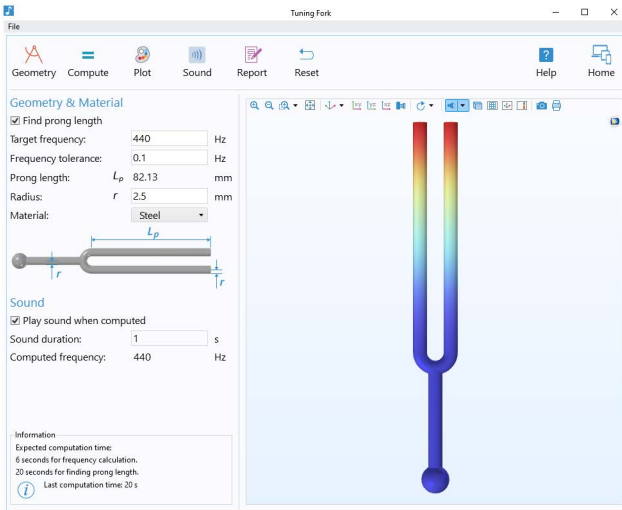 Tuning Fork
File
Geometry Compute Plot Sound Report Reset Help Home
Geometry & Material
Find prong length
Target frequency: 440 Hz
Frequency tolerance: 0.1 Hz
Prong length: Lp 82.13 mm
Radius: r 2.5 mm
Material: Steel
Lp
r
r
Sound
Play sound when computed
Sound duration: 1 s
Computed frequency: 440 Hz
Information
Expected computation time:
6 seconds for frequency calculation.
20 seconds for finding prong length.
Last computation time: 20 s